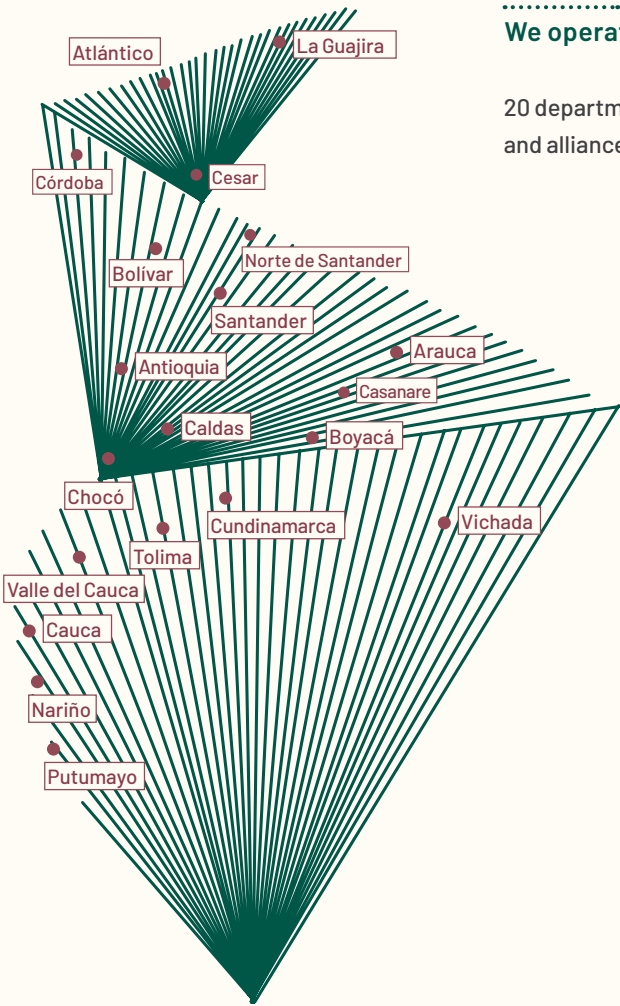 We opera
20 departm
and alliance
Atlántico
La Guajira
Córdoba
Cesar
Bolívar
Norte de Santander
Santander
Antioquia
Arauca
Casanare
Caldas
Boyacá
Chocó
Cundinamarca
Vichada
Tolima
Valle del Cauca
Cauca
Nariño
Putumayo